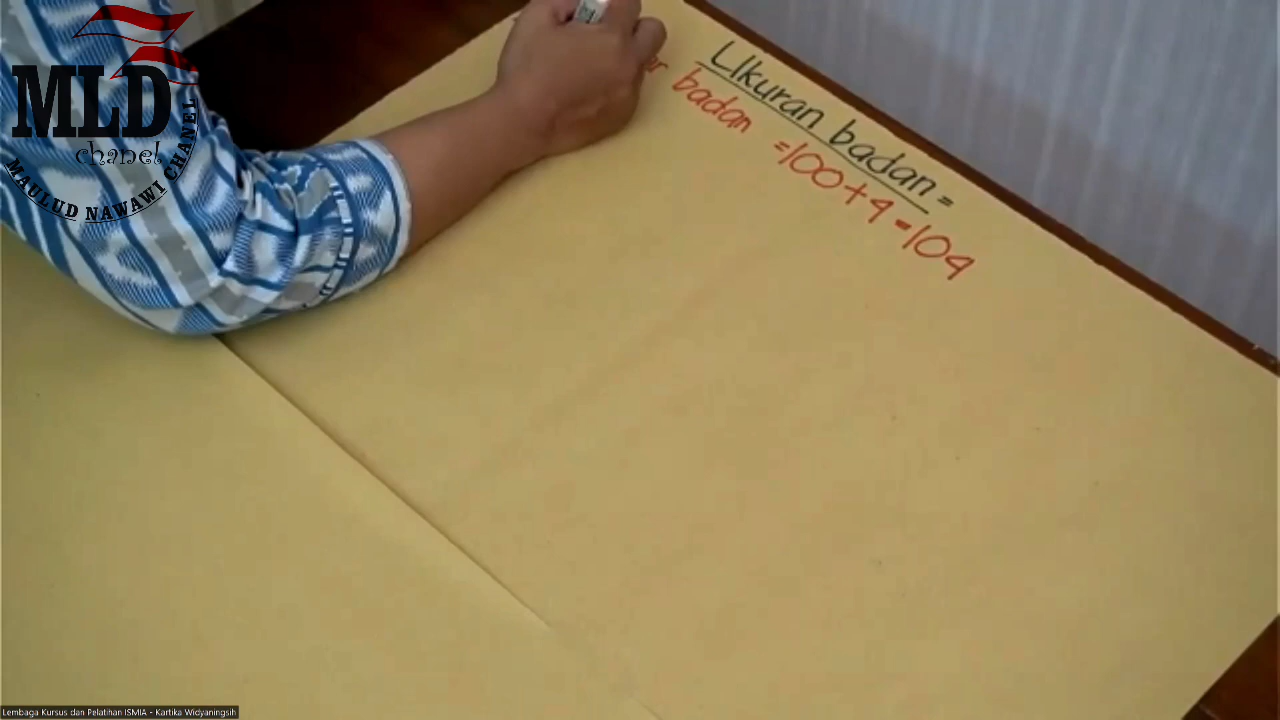 MLD
chanel
MAULUD NAWAWI CHANEL
Ukuran badan =
badan =100+4=104
Lembaga Kursus dan Pelatihan ISMIA - Kartika Widyaningsih